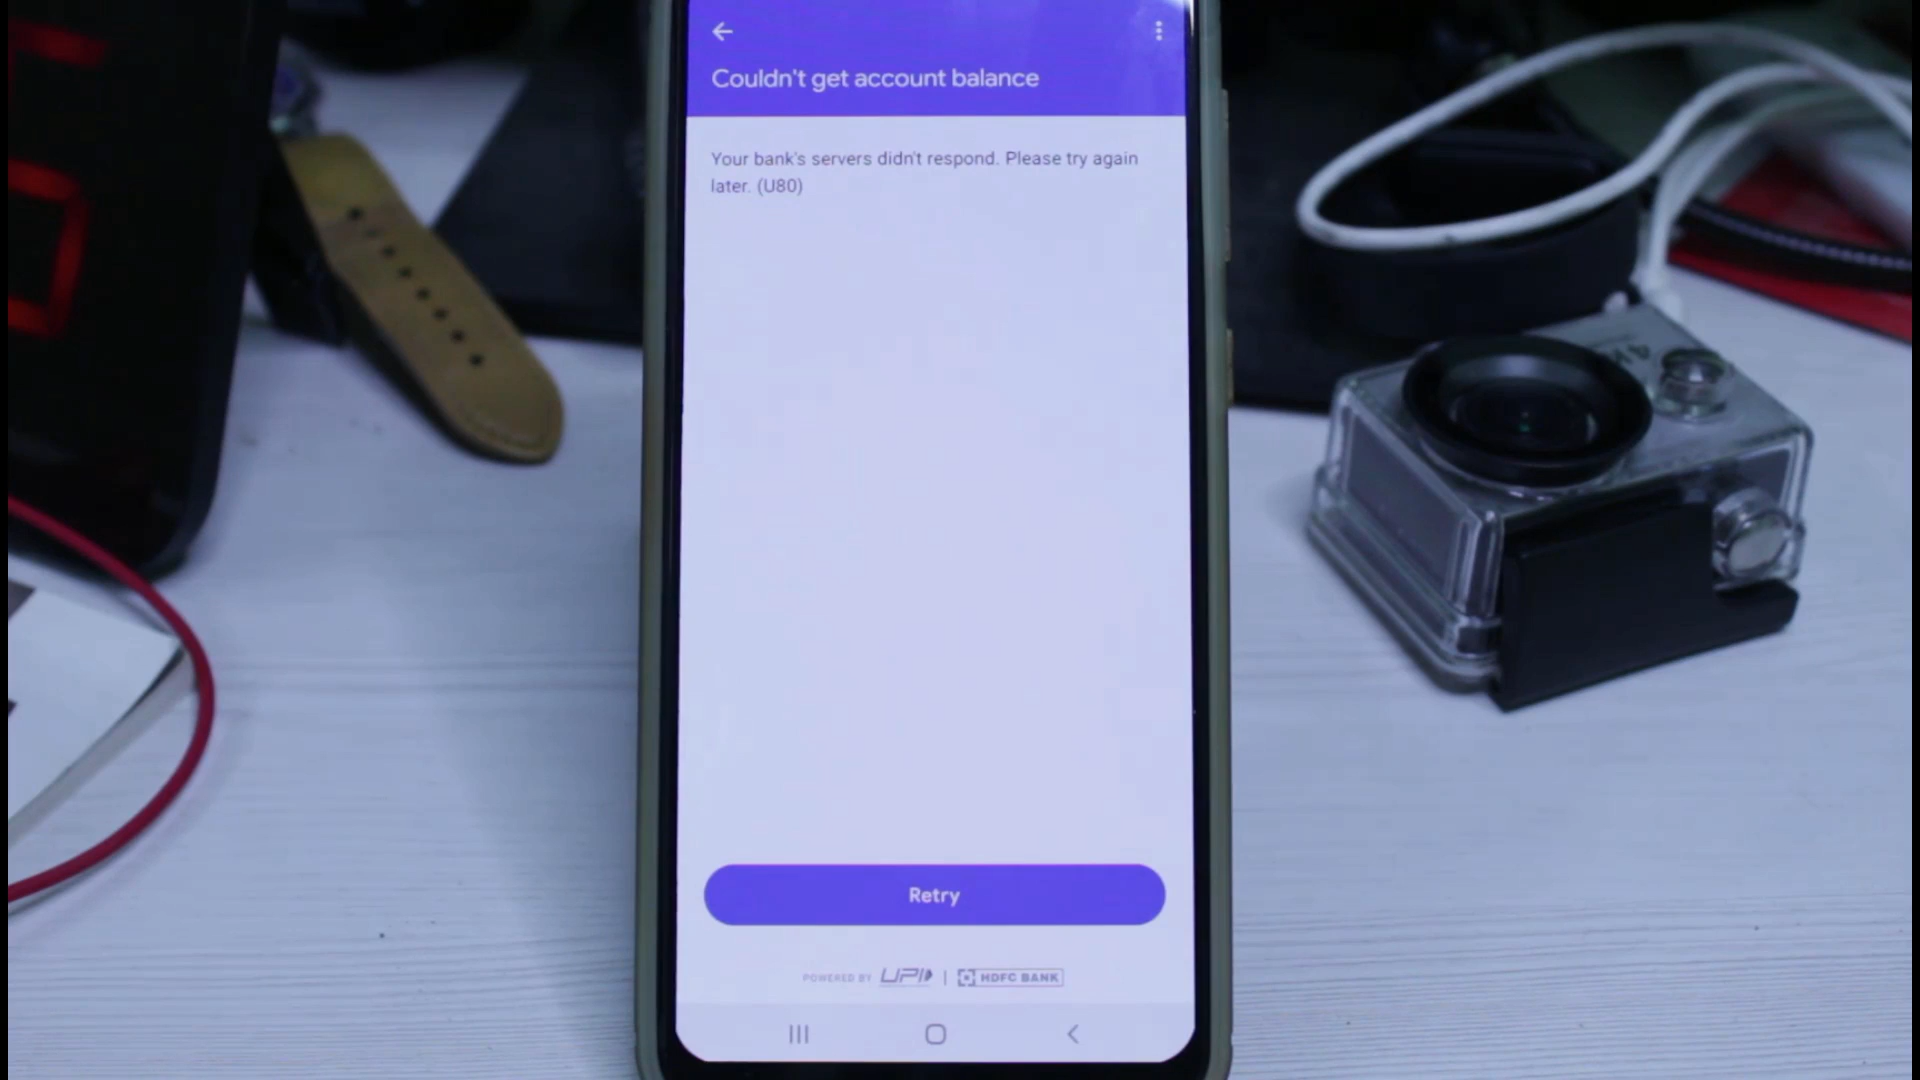 Couldn't get account balance
Your bank's servers didn't respond. Please try again
later. (U80)
Retry
POWERED BY UPI | HDFC BANK